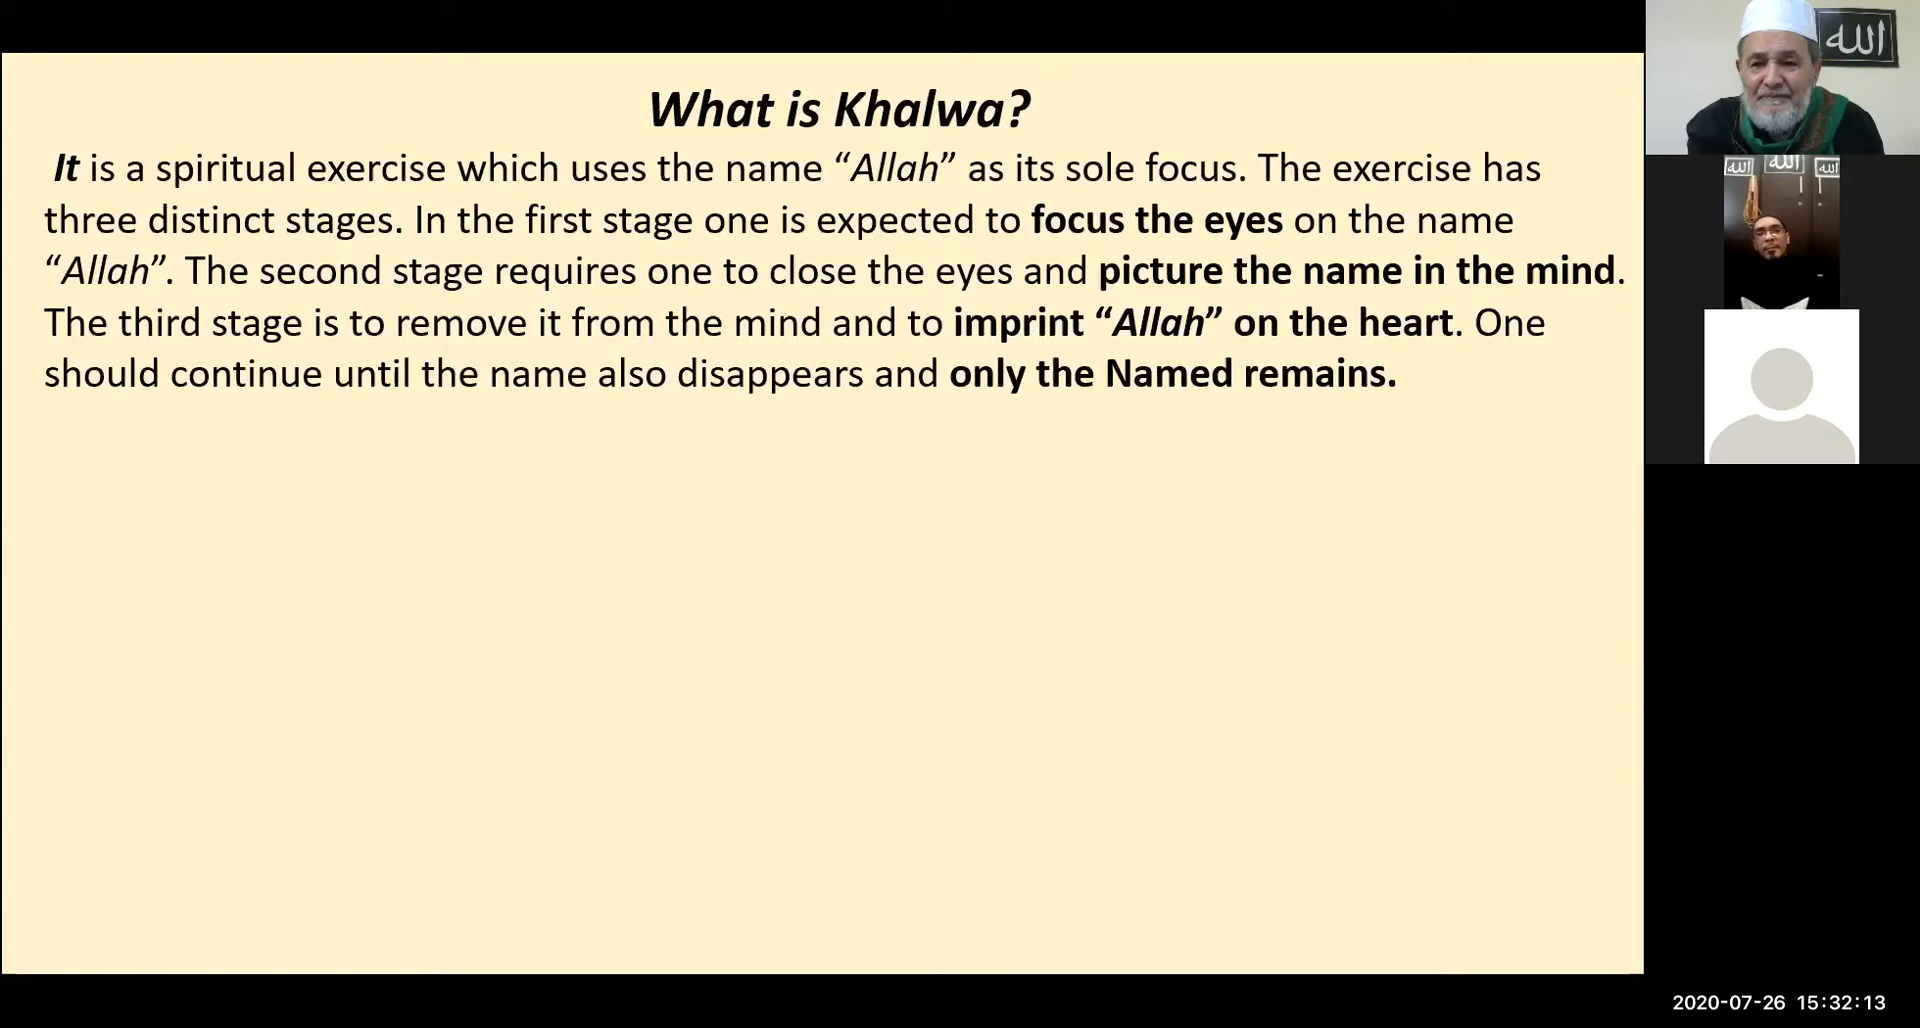 What is Khalwa?
It is a spiritual exercise which uses the name “Allah” as its sole focus. The exercise has
three distinct stages. In the first stage one is expected to focus the eyes on the name
“Allah”. The second stage requires one to close the eyes and picture the name in the mind.
The third stage is to remove it from the mind and to imprint “Allah” on the heart. One
should continue until the name also disappears and only the Named remains.
الله
الله
الله
الله
2020-07-26 15:32:13